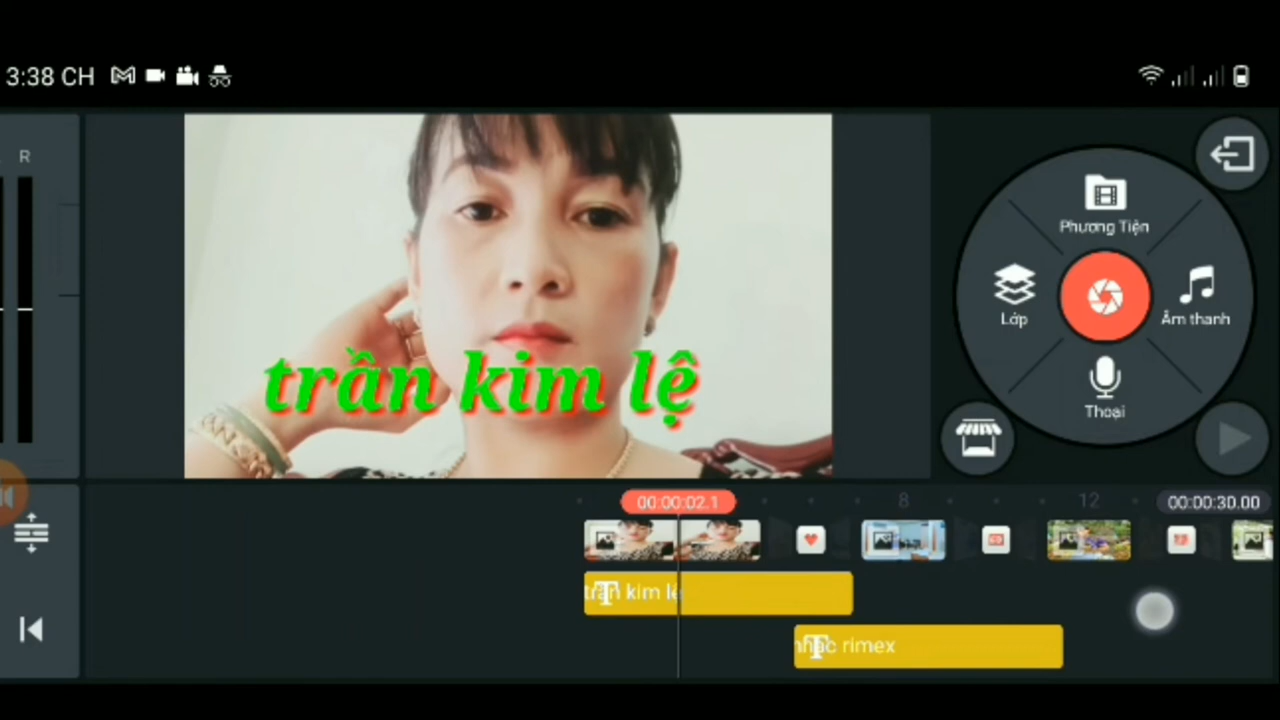 3:38 CH
R
Phương Tiện
Lớp
Âm thanh
Thoại
trần kim lệ
00:00:02.1
8
12
00:00:30.00
trần kim lệ
nhạc rimex